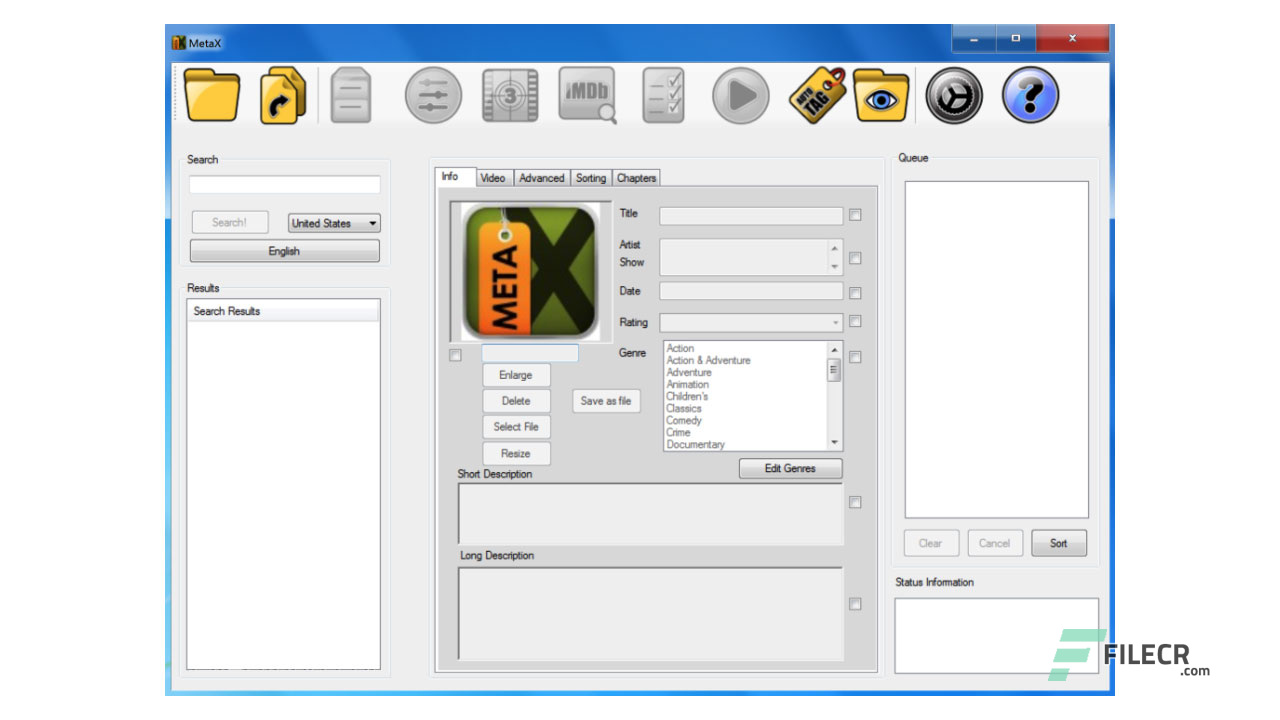 MetaX
3
iMDb
AUTO
TAG
?
Search
Search!
United States
English
Results
Search Results
Info
Video
Advanced
Sorting
Chapters
META
X
Title
Artist
Show
Date
Rating
Genre
Action
Action & Adventure
Adventure
Animation
Children's
Classics
Comedy
Crime
Documentary
Enlarge
Delete
Save as file
Select File
Resize
Edit Genres
Short Description
Long Description
Queue
Clear
Cancel
Sort
Status Information
FILECR
.com